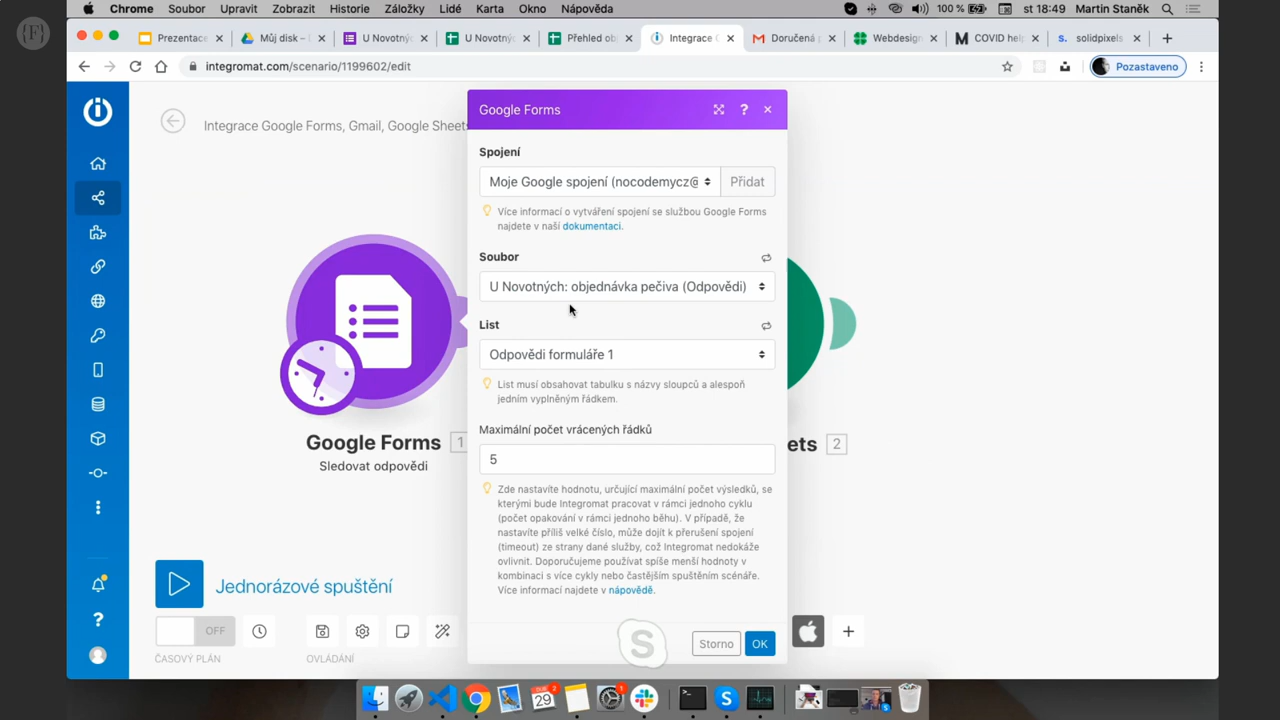 {F}
Chrome Soubor Upravit Zobrazit Historie Záložky Lidé Karta Okno Nápověda 100 % st 18:49 Martin Staněk
Prezentace Můj disk – U Novotný U Novotný Přehled ob Integrace G Doručená p Webdesign COVID help solidpixels
integromat.com/scenario/1199602/edit
Pozastaveno
Google Forms
Integrace Google Forms, Gmail, Google Sheets
Spojení
Moje Google spojení (nocodemycz@
Přidat
Více informací o vytváření spojení se službou Google Forms
najdete v naší dokumentaci.
Soubor
U Novotných: objednávka pečiva (Odpovědi)
List
Odpovědi formuláře 1
List musí obsahovat tabulku s názvy sloupců a alespoň
jedním vyplněným řádkem.
Maximální počet vrácených řádků
5
Google Forms 1
Sledovat odpovědi
ets 2
Zde nastavíte hodnotu, určující maximální počet výsledků, se
kterými bude Integromat pracovat v rámci jednoho cyklu
(počet opakování v rámci jednoho běhu). V případě, že
nastavíte příliš velké číslo, může dojít k přerušení spojení
(timeout) ze strany dané služby, což Integromat nedokáže
ovlivnit. Doporučujeme používat spíše menší hodnoty v
kombinaci s více cykly nebo častějším spuštěním scénáře.
Více informací najdete v nápovědě.
Jednorázové spuštění
OFF
ČASOVÝ PLÁN
OVLÁDÁNÍ
Storno
OK
29